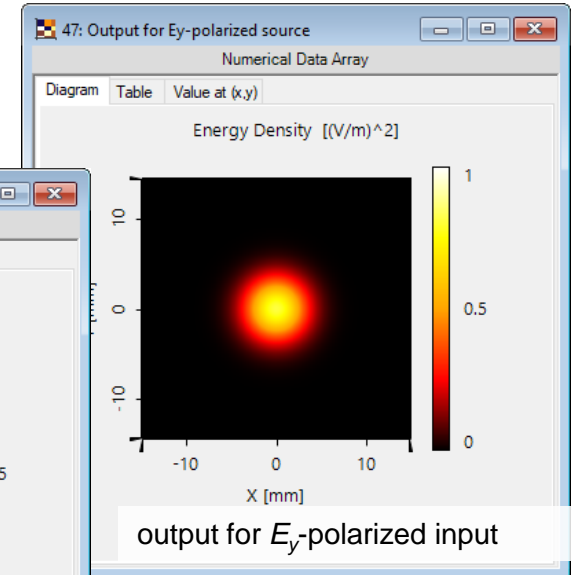 47: Output for Ey-polarized source
Numerical Data Array
Diagram Table Value at (x,y)
Energy Density [(V/m)^2]
1
10
0.5
0
-10
0
-10 0 10
X [mm]
5
output for Ey-polarized input